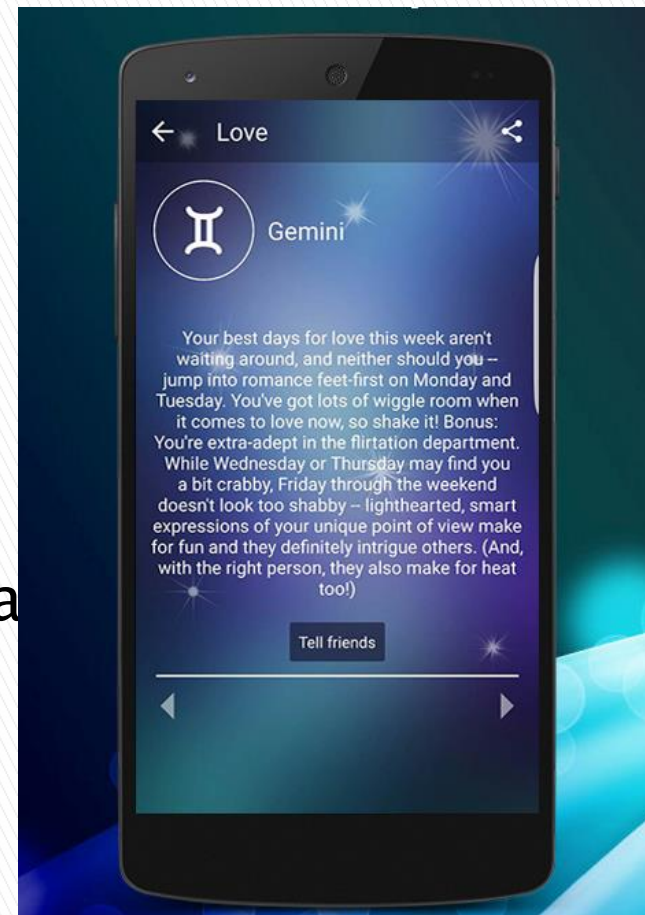 Love
Gemini
Your best days for love this week aren't
waiting around, and neither should you --
jump into romance feet-first on Monday and
Tuesday. You've got lots of wiggle room when
it comes to love now, so shake it! Bonus:
You're extra-adept in the flirtation department.
While Wednesday or Thursday may find you
a bit crabby, Friday through the weekend
doesn't look too shabby -- lighthearted, smart
expressions of your unique point of view make
for fun and they definitely intrigue others. (And,
with the right person, they also make for heat
too!)
a
Tell friends